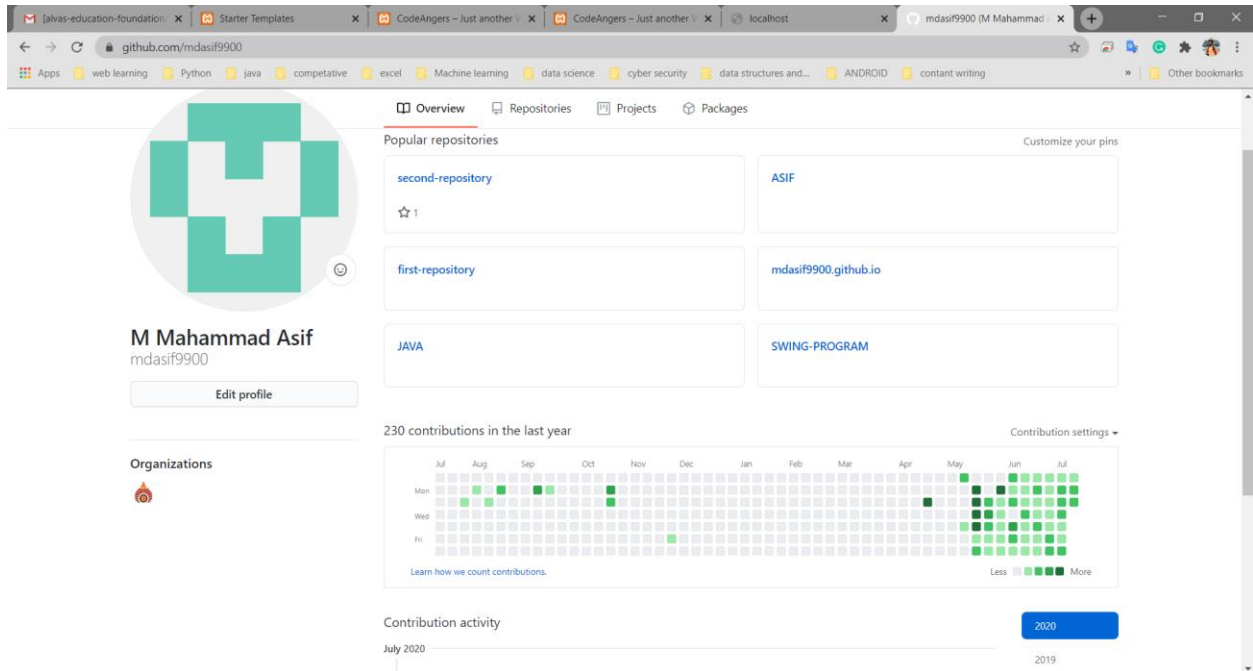 [alvas-education-foundation
Starter Templates
CodeAngers – Just another
CodeAngers – Just another
localhost
mdasif9900 (M Mahammad
github.com/mdasif9900
Apps
web learning
Python
java
competative
excel
Machine learning
data science
cyber security
data structures and...
ANDROID
contant writing
»
Other bookmarks
Overview
Repositories
Projects
Packages
Popular repositories
Customize your pins
second-repository
1
ASIF
first-repository
mdasif9900.github.io
JAVA
SWING-PROGRAM
M Mahammad Asif
mdasif9900
Edit profile
Organizations
230 contributions in the last year
Contribution settings
Jul Aug Sep Oct Nov Dec Jan Feb Mar Apr May Jun Jul
Mon
Wed
Fri
Learn how we count contributions.
Less More
Contribution activity
2020
July 2020
2019